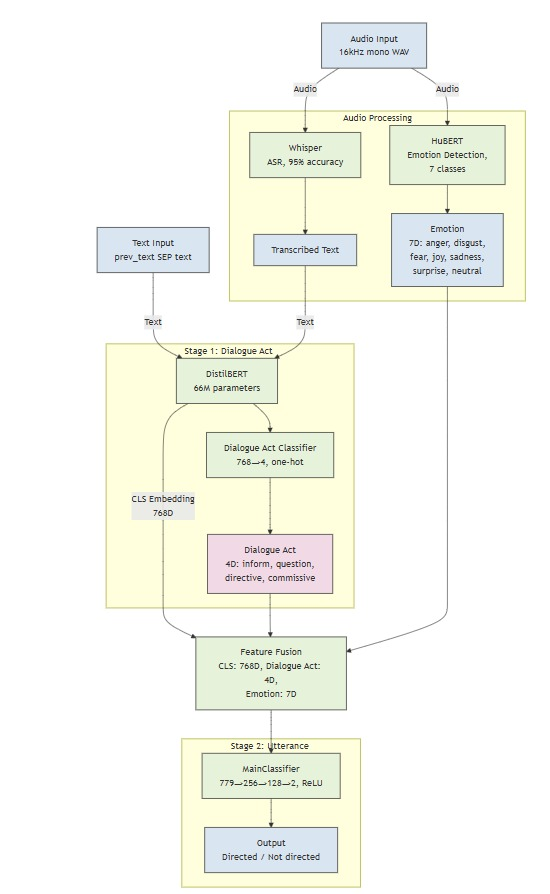 Audio Input
16kHz mono WAV
Audio
Audio
Audio Processing
Whisper
ASR, 95% accuracy
HuBERT
Emotion Detection,
7 classes
Text Input
prev_text SEP text
Transcribed Text
Emotion
7D: anger, disgust,
fear, joy, sadness,
surprise, neutral
Text
Text
Stage 1: Dialogue Act
DistilBERT
66M parameters
Dialogue Act Classifier
768→4, one-hot
CLS Embedding
768D
Dialogue Act
4D: inform, question,
directive, commissive
Feature Fusion
CLS: 768D, Dialogue Act:
4D,
Emotion: 7D
Stage 2: Utterance
MainClassifier
779→256→128→2, ReLU
Output
Directed / Not directed